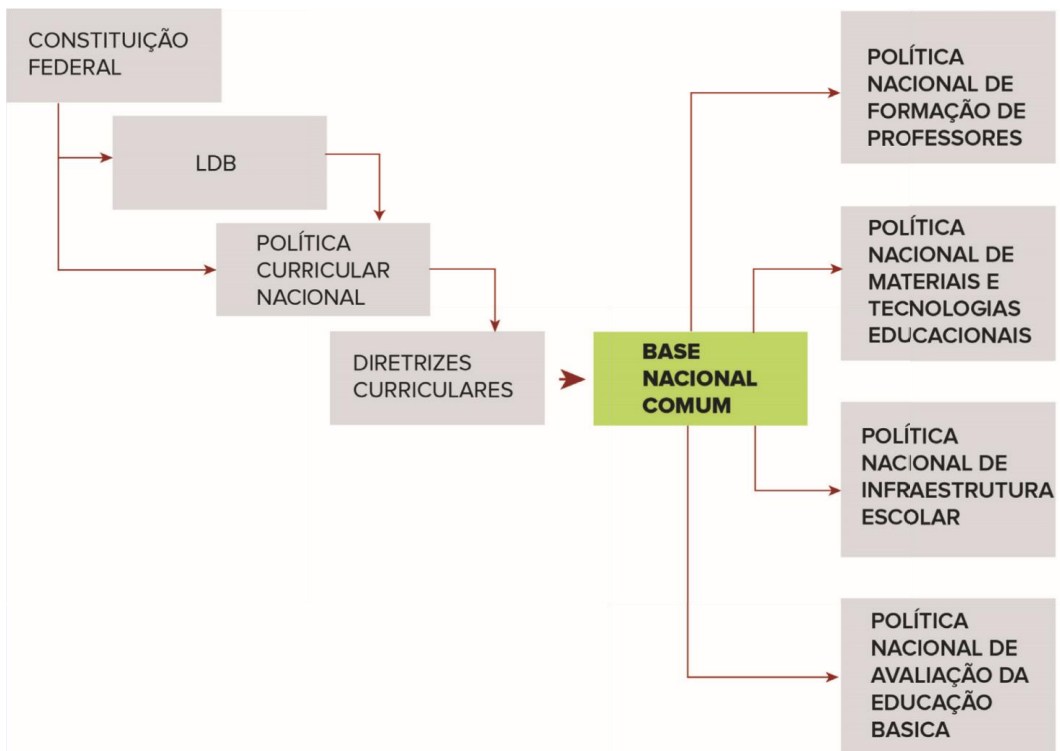 CONSTITUIÇÃO
FEDERAL
LDB
POLÍTICA
CURRICULAR
NACIONAL
DIRETRIZES
CURRICULARES
BASE
NACIONAL
COMUM
POLÍTICA
NACIONAL DE
FORMAÇÃO DE
PROFESSORES
POLÍTICA
NACIONAL DE
MATERIAIS E
TECNOLOGIAS
EDUCACIONAIS
POLÍTICA
NACIONAL DE
INFRAESTRUTURA
ESCOLAR
POLÍTICA
NACIONAL DE
AVALIAÇÃO DA
EDUCAÇÃO
BASICA